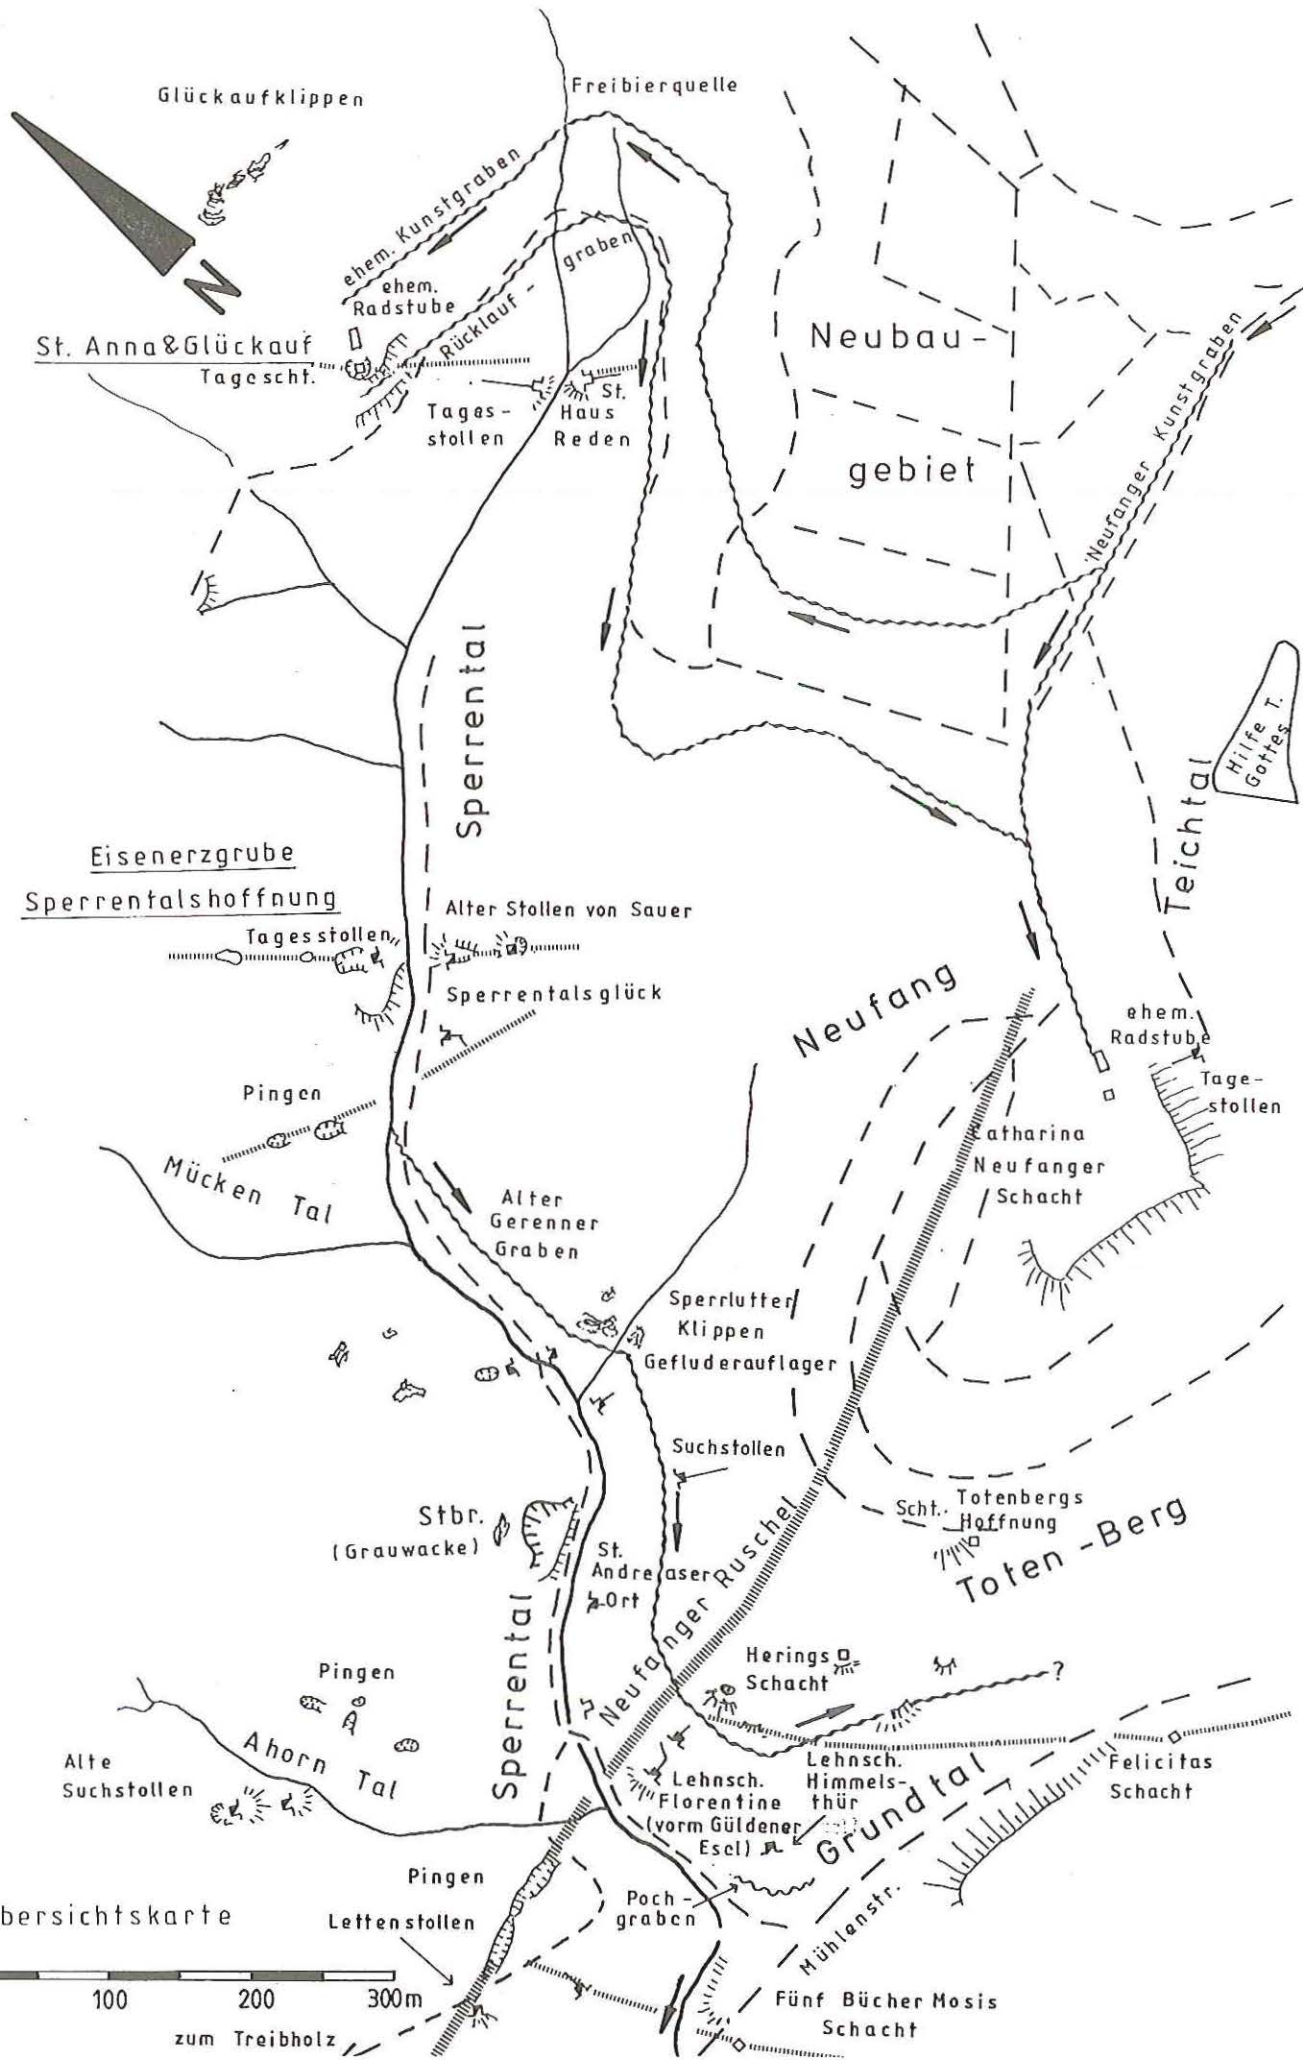 Glückaufklippen
Freibierquelle
N
ehem. Kunstgraben
ehem.
Radstube
Rücklauf-
graben
St. Anna&Glückauf
Tagescht.
Tages-
stollen
St.
Haus
Reden
Neubau-
gebiet
Neufanger Kunstgraben
Sperrental
Hilfe T.
Gottes
Teichtal
Eisenerzgrube
Sperrentalshoffnung
Tagesstollen
Alter Stollen von Sauer
Sperrentalsglück
Neufang
ehem.
Radstube
Tage-
stollen
Pingen
Mücken Tal
Catharina
Neufanger
Schacht
Alter
Gerenner
Graben
Sperrlutter
Klippen
Gefluderauflager
Suchstollen
Scht. Totenbergs
Hoffnung
Toten-Berg
Stbr.
(Grauwacke)
St.
Andreaser
Ort
Neufanger Ruschel
Sperrental
Herings
Schacht
?
Pingen
Ahorn Tal
Alte
Suchstollen
Lehnsch.
Florentine
(vorm Güldener
Esel)
Lehnsch.
Himmels-
thür
Felicitas
Schacht
Grundtal
Pingen
Poch-
graben
Mühlenstr.
Lettenstollen
bersichtskarte
100 200 300m
zum Treibholz
Fünf Bücher Mosis
Schacht